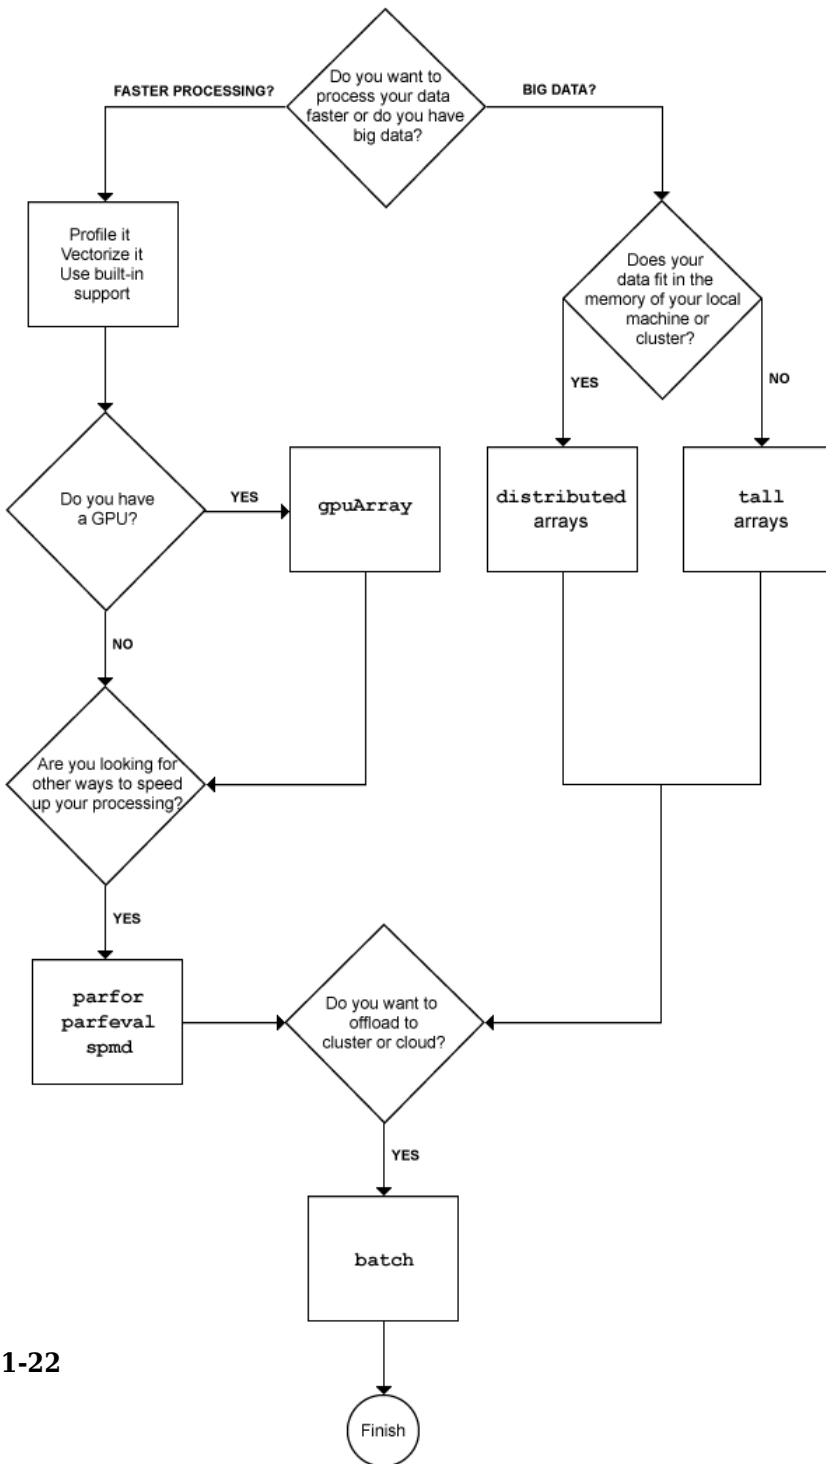 Do you want to
process your data
faster or do you have
big data?
FASTER PROCESSING?
BIG DATA?
Profile it
Vectorize it
Use built-in
support
Does your
data fit in the
memory of your local
machine or
cluster?
YES
NO
Do you have
a GPU?
YES
gpuArray
distributed
arrays
tall
arrays
NO
Are you looking for
other ways to speed
up your processing?
YES
parfor
parfeval
spmd
Do you want to
offload to
cluster or cloud?
YES
batch
1-22
Finish